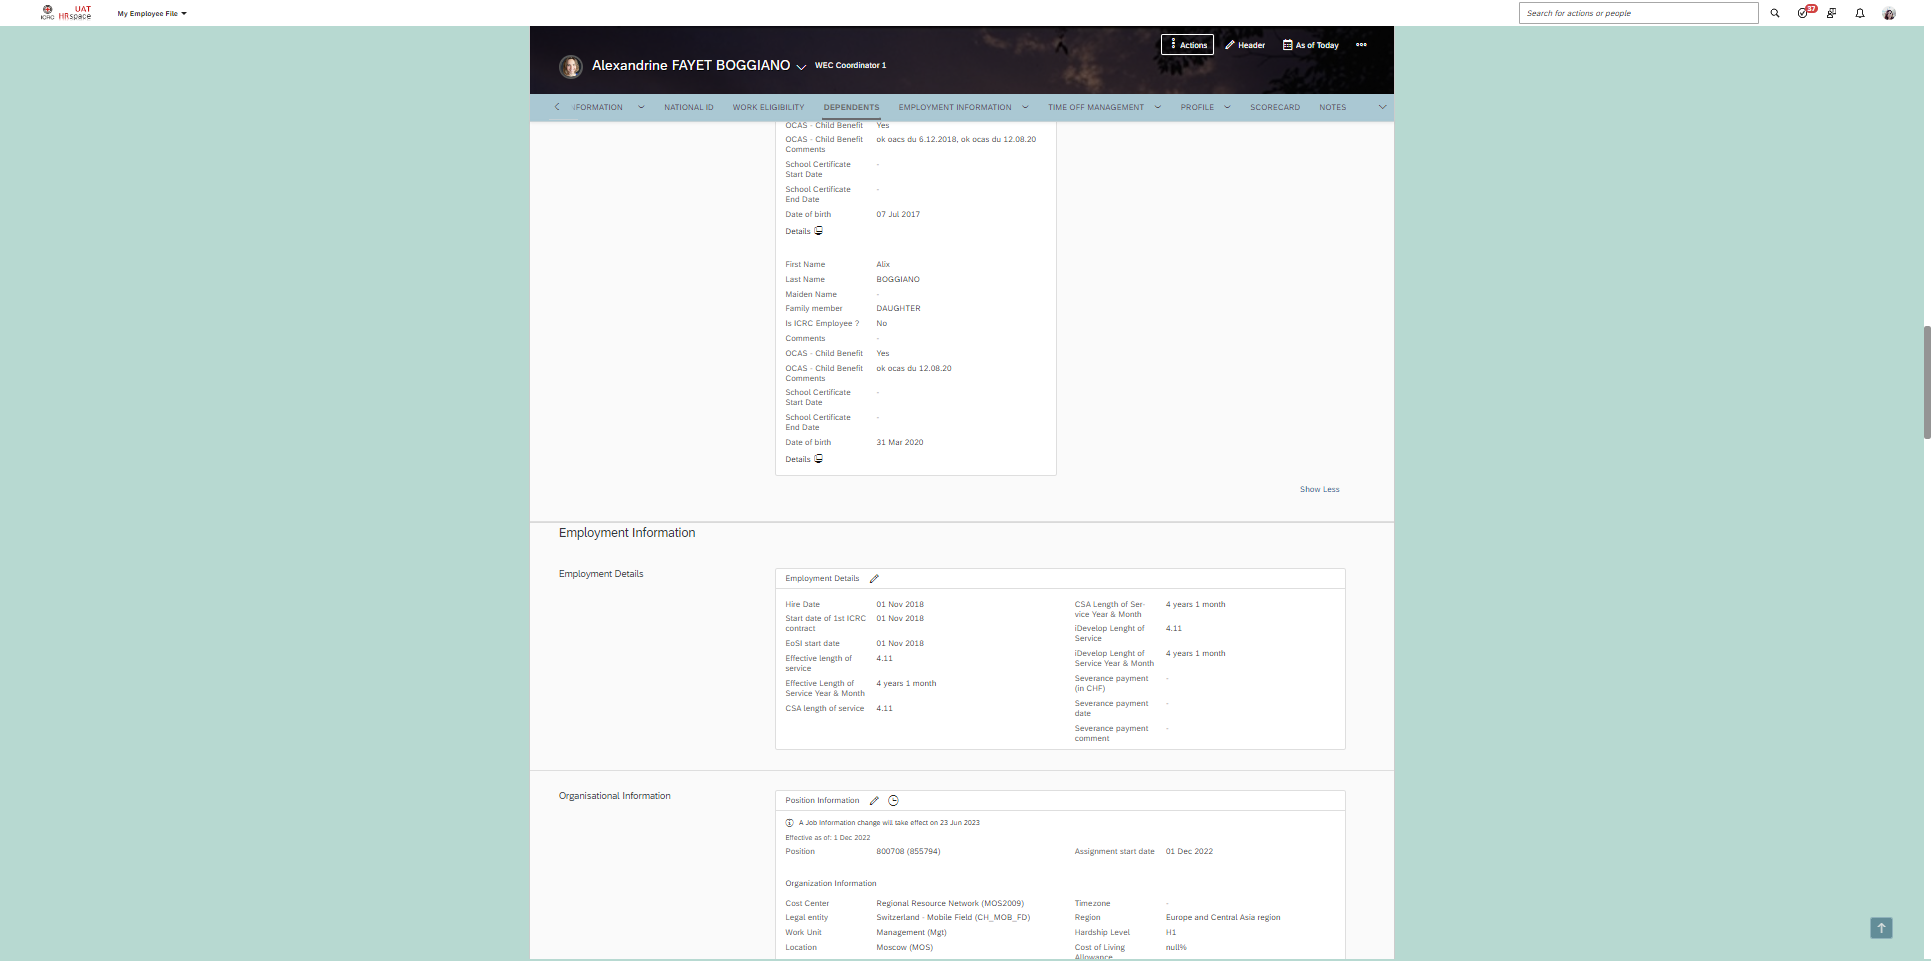 ICRC UAT HRspace My Employee File Search for actions or people 37
Actions Header As of Today
Alexandrine FAYET BOGGIANO WEC Coordinator 1
FORMATION NATIONAL ID WORK ELIGIBILITY DEPENDENTS EMPLOYMENT INFORMATION TIME OFF MANAGEMENT PROFILE SCORECARD NOTES
OCAS - Child Benefit Yes
OCAS - Child Benefit Comments ok oacs du 6.12.2018, ok ocas du 12.08.20
School Certificate Start Date -
School Certificate End Date -
Date of birth 07 Jul 2017
Details
First Name Alix
Last Name BOGGIANO
Maiden Name -
Family member DAUGHTER
Is ICRC Employee ? No
Comments -
OCAS - Child Benefit Yes
OCAS - Child Benefit Comments ok ocas du 12.08.20
School Certificate Start Date -
School Certificate End Date -
Date of birth 31 Mar 2020
Details
Show Less
Employment Information
Employment Details
Employment Details
Hire Date 01 Nov 2018
Start date of 1st ICRC contract 01 Nov 2018
EoSI start date 01 Nov 2018
Effective length of service 4.11
Effective Length of Service Year & Month 4 years 1 month
CSA length of service 4.11
CSA Length of Ser-
vice Year & Month 4 years 1 month
iDevelop Lenght of Service 4.11
iDevelop Lenght of Service Year & Month 4 years 1 month
Severance payment (in CHF) -
Severance payment date -
Severance payment comment -
Organisational Information
Position Information
A Job Information change will take effect on 23 Jun 2023
Effective as of: 1 Dec 2022
Position 800708 (855794)
Assignment start date 01 Dec 2022
Organization Information
Cost Center Regional Resource Network (MOS2009)
Legal entity Switzerland - Mobile Field (CH_MOB_FD)
Work Unit Management (Mgt)
Location Moscow (MOS)
Timezone -
Region Europe and Central Asia region
Hardship Level H1
Cost of Living Allowance null%